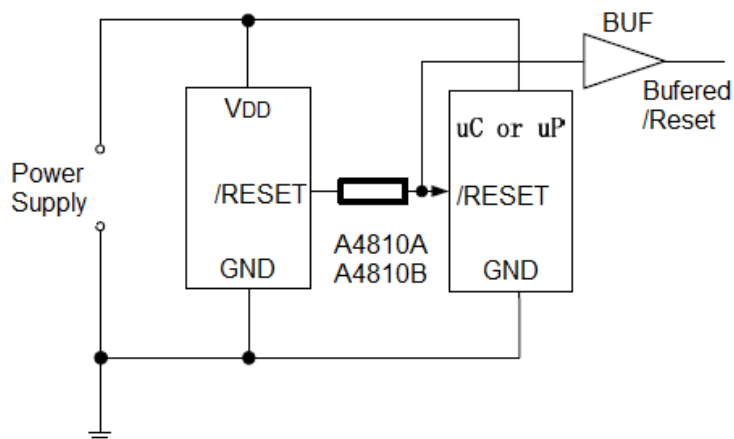 BUF
Bufered
/Reset
VDD
uC or uP
Power
Supply
/RESET
/RESET
A4810A
A4810B
GND
GND